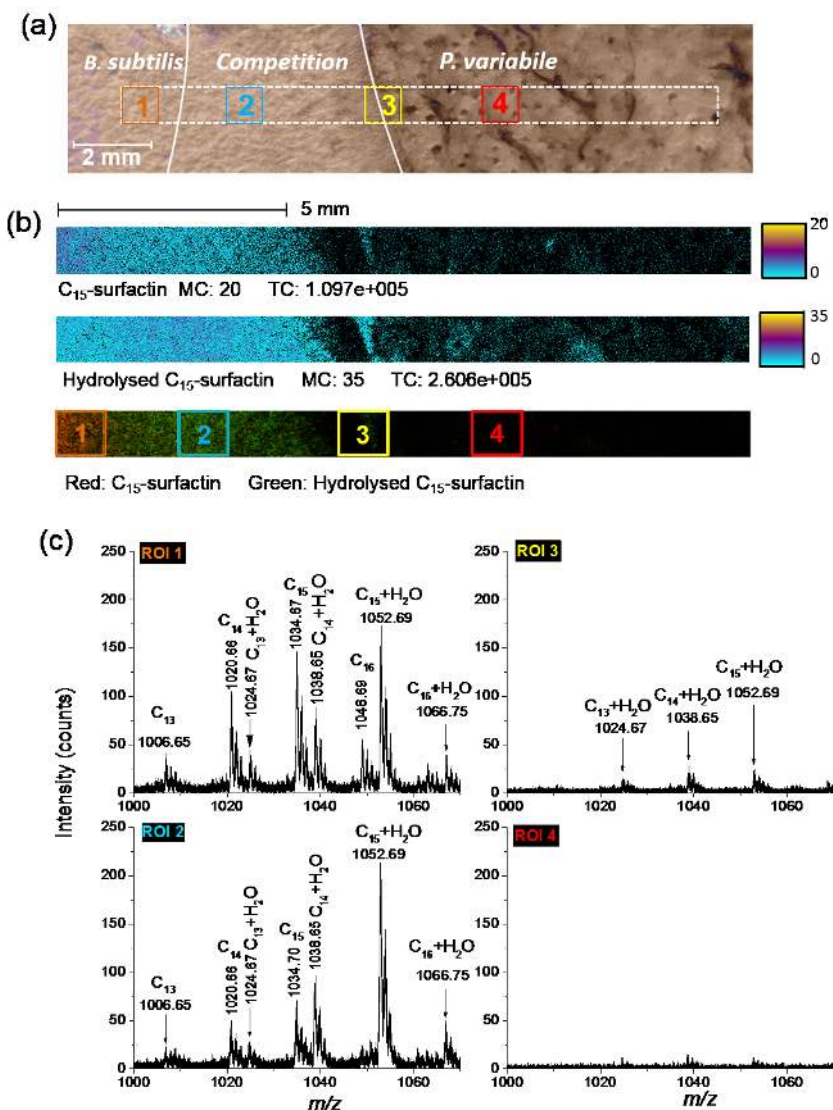 (a)
B. subtilis Competition P. variabile
1 2 3 4
2 mm
(b)
5 mm
20
0
C₁₅-surfactin MC: 20 TC: 1.097e+005
35
0
Hydrolysed C₁₅-surfactin MC: 35 TC: 2.606e+005
1 2 3 4
Red: C₁₅-surfactin Green: Hydrolysed C₁₅-surfactin
(c)
Intensity (counts)
ROI 1
250
200
150
100
50
0
C₁₃
1006.65
C₁₄
1020.66
1024.67 C₁₃+H₂O
C₁₅
1034.67
1038.65 C₁₄+H₂O
C₁₆
1048.69
C₁₅+H₂O
1052.69
C₁₆+H₂O
1066.75
1000 1020 1040 1060
ROI 3
250
200
150
100
50
0
C₁₃+H₂O
1024.67
C₁₄+H₂O
1038.65
C₁₅+H₂O
1052.69
1000 1020 1040 1060
ROI 2
250
200
150
100
50
0
C₁₃
1006.65
C₁₄
1020.66
1024.67 C₁₃+H₂O
C₁₅
1034.70
1038.65 C₁₄+H₂O
C₁₅+H₂O
1052.69
C₁₆+H₂O
1066.75
1000 1020 1040 1060
m/z
ROI 4
250
200
150
100
50
0
1000 1020 1040 1060
m/z